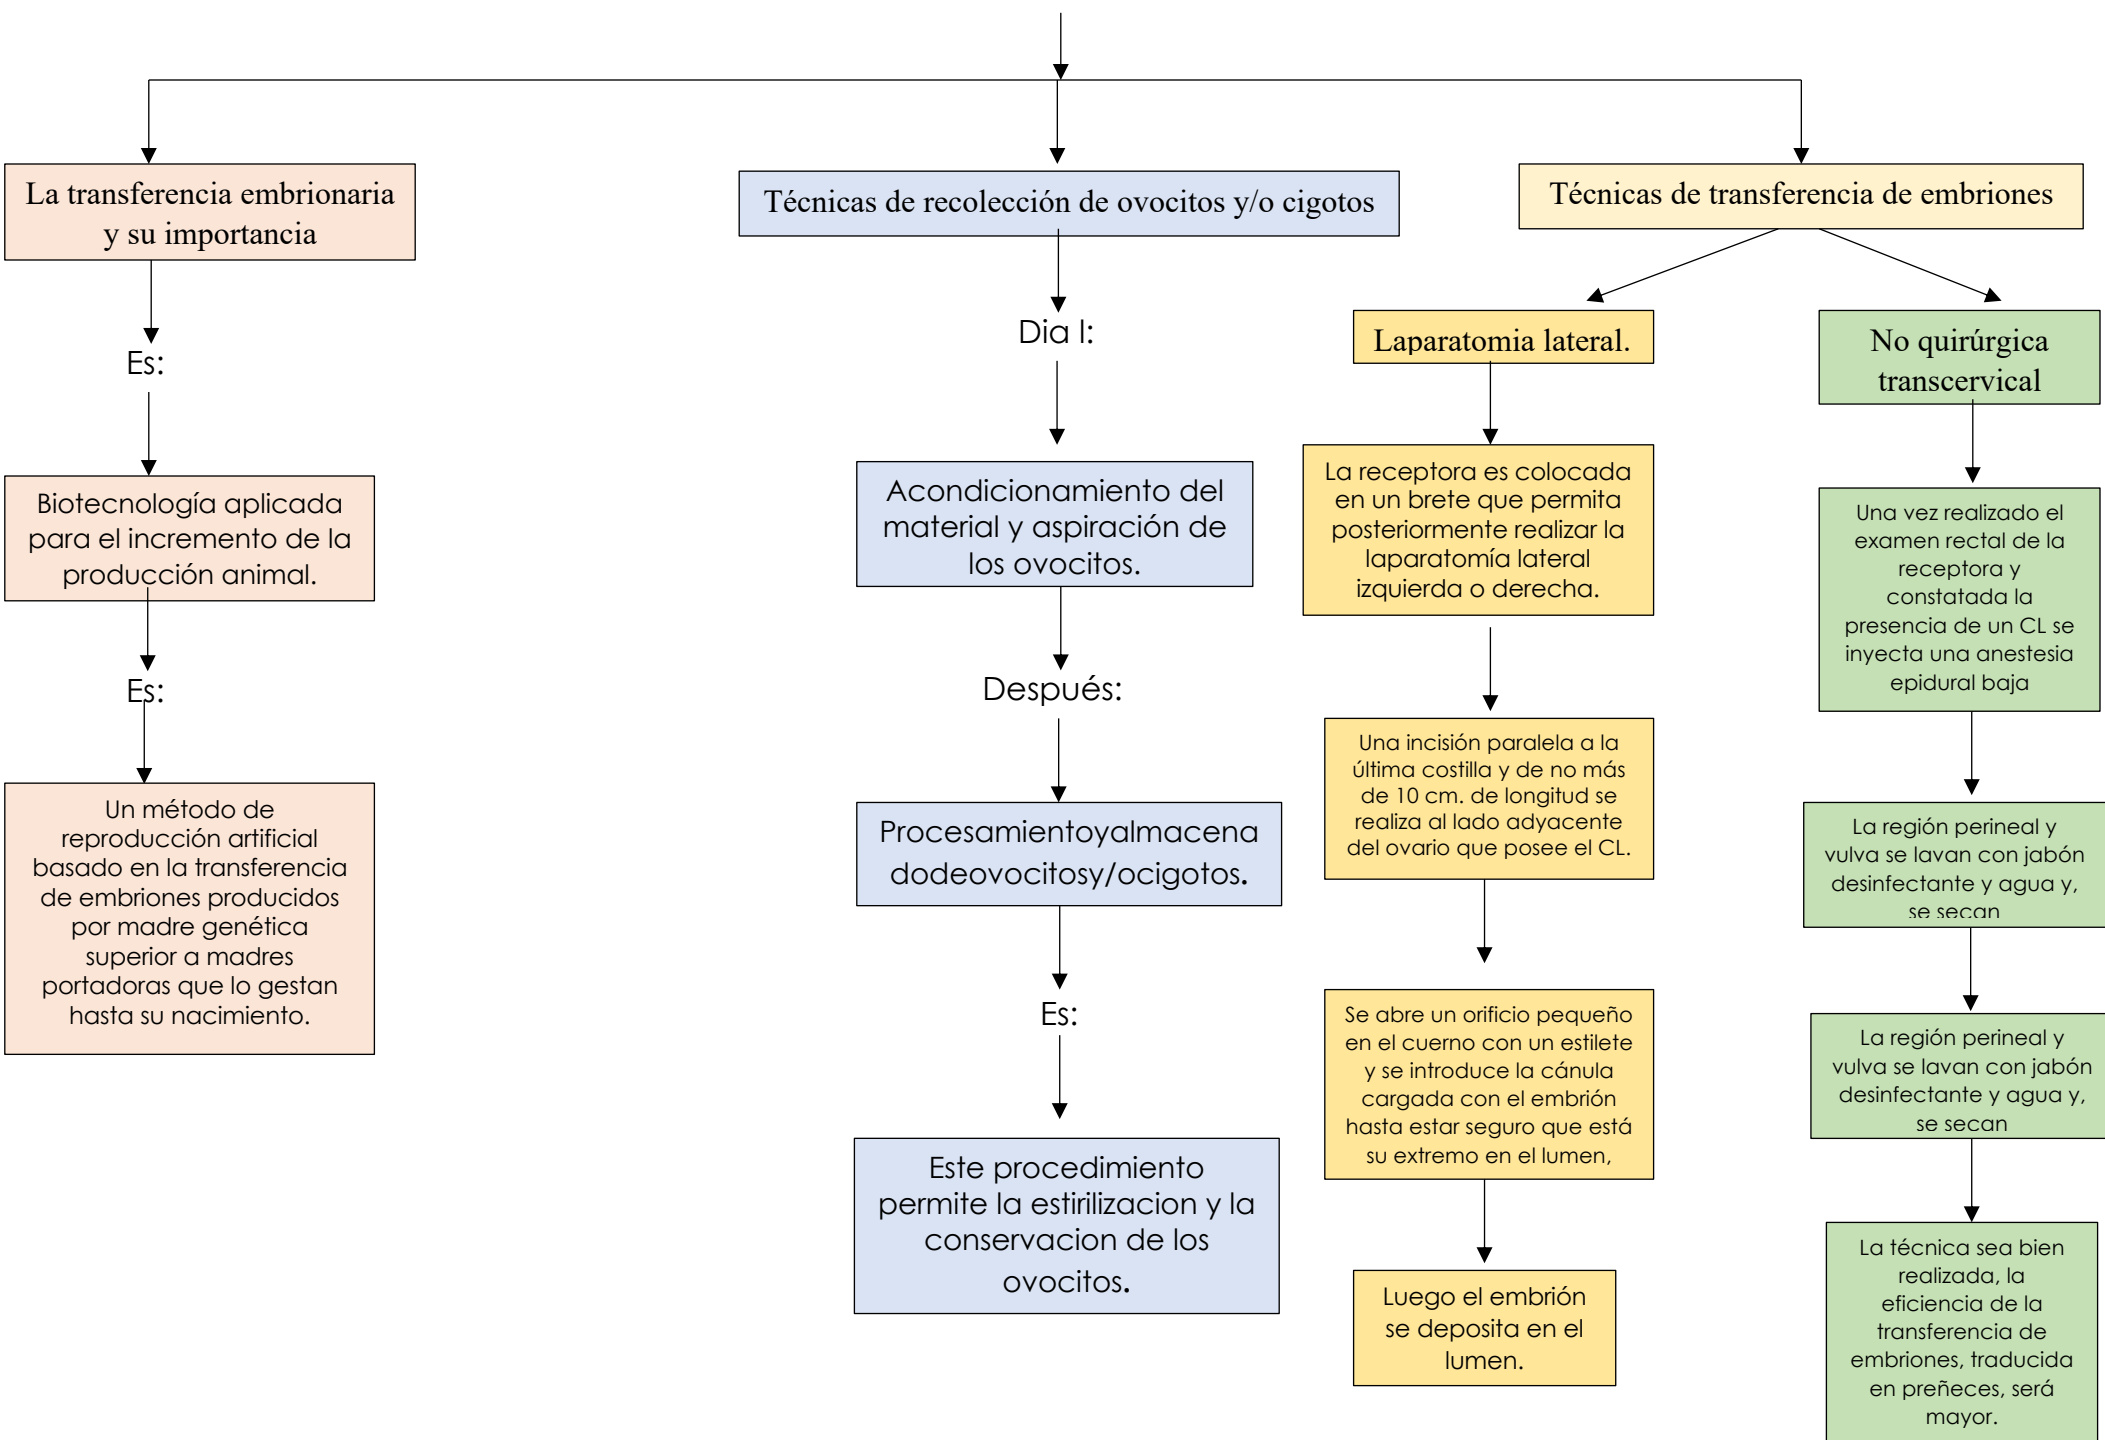 La transferencia embrionaria
y su importancia
Es:
Biotecnología aplicada
para el incremento de la
producción animal.
Es:
Un método de
reproducción artificial
basado en la transferencia
de embriones producidos
por madre genética
superior a madres
portadoras que lo gestan
hasta su nacimiento.
Técnicas de recolección de ovocitos y/o cigotos
Dia I:
Acondicionamiento del
material y aspiración de
los ovocitos.
Después:
Procesamientoyalmacena
dodeovocitosy/ocigotos.
Es:
Este procedimiento
permite la estirilizacion y la
conservacion de los
ovocitos.
Técnicas de transferencia de embriones
Laparatomia lateral.
La receptora es colocada
en un brete que permita
posteriormente realizar la
laparatomía lateral
izquierda o derecha.
Una incisión paralela a la
última costilla y de no más
de 10 cm. de longitud se
realiza al lado adyacente
del ovario que posee el CL.
Se abre un orificio pequeño
en el cuerno con un estilete
y se introduce la cánula
cargada con el embrión
hasta estar seguro que está
su extremo en el lumen,
Luego el embrión
se deposita en el
lumen.
No quirúrgica
transcervical
Una vez realizado el
examen rectal de la
receptora y
constatada la
presencia de un CL se
inyecta una anestesia
epidural baja
La región perineal y
vulva se lavan con jabón
desinfectante y agua y,
se secan
La región perineal y
vulva se lavan con jabón
desinfectante y agua y,
se secan
La técnica sea bien
realizada, la
eficiencia de la
transferencia de
embriones, traducida
en preñeces, será
mayor.